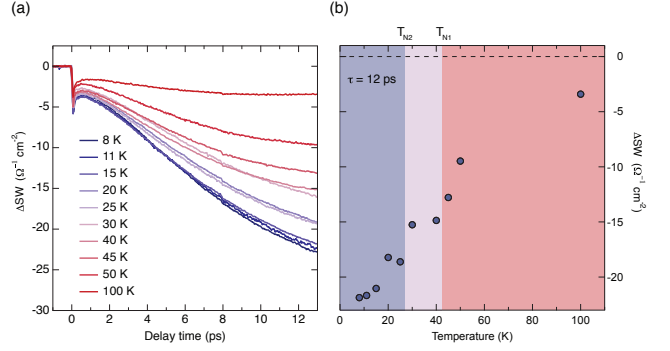 (a)
0
-5
-10
-15
-20
-25
-30
ΔSW (Ω⁻¹ cm⁻²)
8 K
11 K
15 K
20 K
25 K
30 K
40 K
45 K
50 K
100 K
0 2 4 6 8 10 12
Delay time (ps)
(b)
T_N2 T_N1
τ = 12 ps
0
-5
-10
-15
-20
ΔSW (Ω⁻¹ cm⁻²)
0 20 40 60 80 100
Temperature (K)